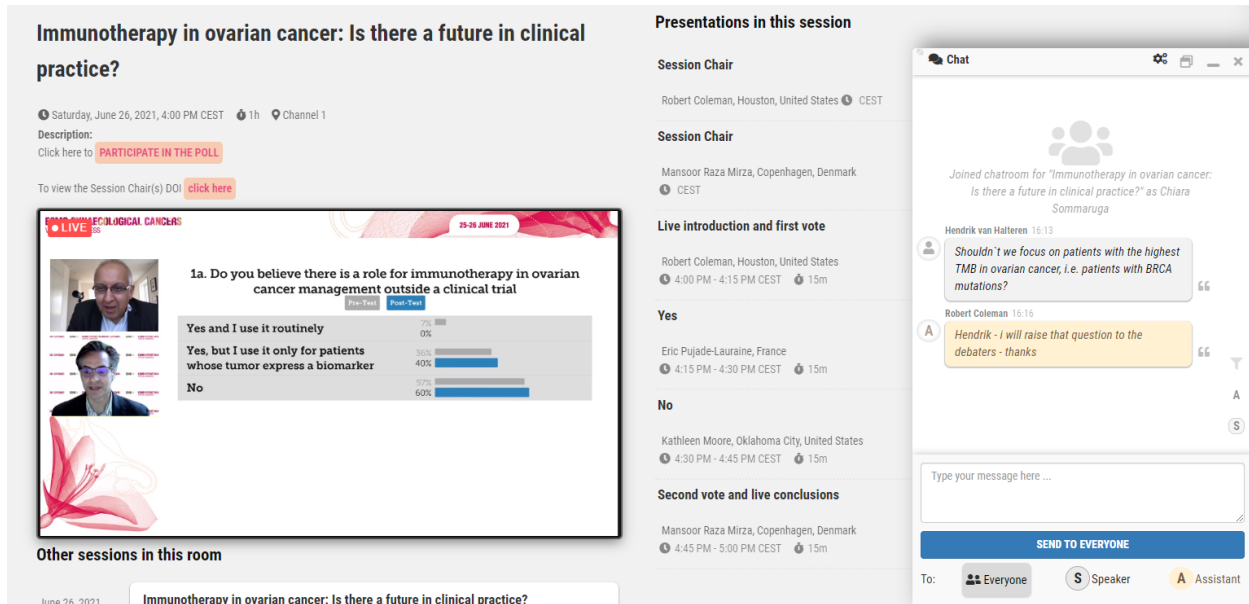 Immunotherapy in ovarian cancer: Is there a future in clinical
practice?
Saturday, June 26, 2021, 4:00 PM CEST 1h Channel 1
Description:
Click here to PARTICIPATE IN THE POLL
To view the Session Chair(s) DOI click here
LIVE
GYNAECOLOGICAL CANCERS
25-26 JUNE 2021
1a. Do you believe there is a role for immunotherapy in ovarian
cancer management outside a clinical trial
Pre-Test Post-Test
Yes and I use it routinely
7%
0%
Yes, but I use it only for patients
whose tumor express a biomarker
36%
40%
No
57%
60%
Other sessions in this room
June 26, 2021
Immunotherapy in ovarian cancer: Is there a future in clinical practice?
Presentations in this session
Session Chair
Robert Coleman, Houston, United States CEST
Session Chair
Mansoor Raza Mirza, Copenhagen, Denmark
CEST
Live introduction and first vote
Robert Coleman, Houston, United States
4:00 PM - 4:15 PM CEST 15m
Yes
Eric Pujade-Lauraine, France
4:15 PM - 4:30 PM CEST 15m
No
Kathleen Moore, Oklahoma City, United States
4:30 PM - 4:45 PM CEST 15m
Second vote and live conclusions
Mansoor Raza Mirza, Copenhagen, Denmark
4:45 PM - 5:00 PM CEST 15m
Chat
Joined chatroom for "Immunotherapy in ovarian cancer:
Is there a future in clinical practice?" as Chiara
Sommaruga
Hendrik van Halteren 16:13
Shouldn`t we focus on patients with the highest
TMB in ovarian cancer, i.e. patients with BRCA
mutations?
Robert Coleman 16:16
A
Hendrik - i will raise that question to the
debaters - thanks
A
S
Type your message here ...
SEND TO EVERYONE
To: Everyone S Speaker A Assistant